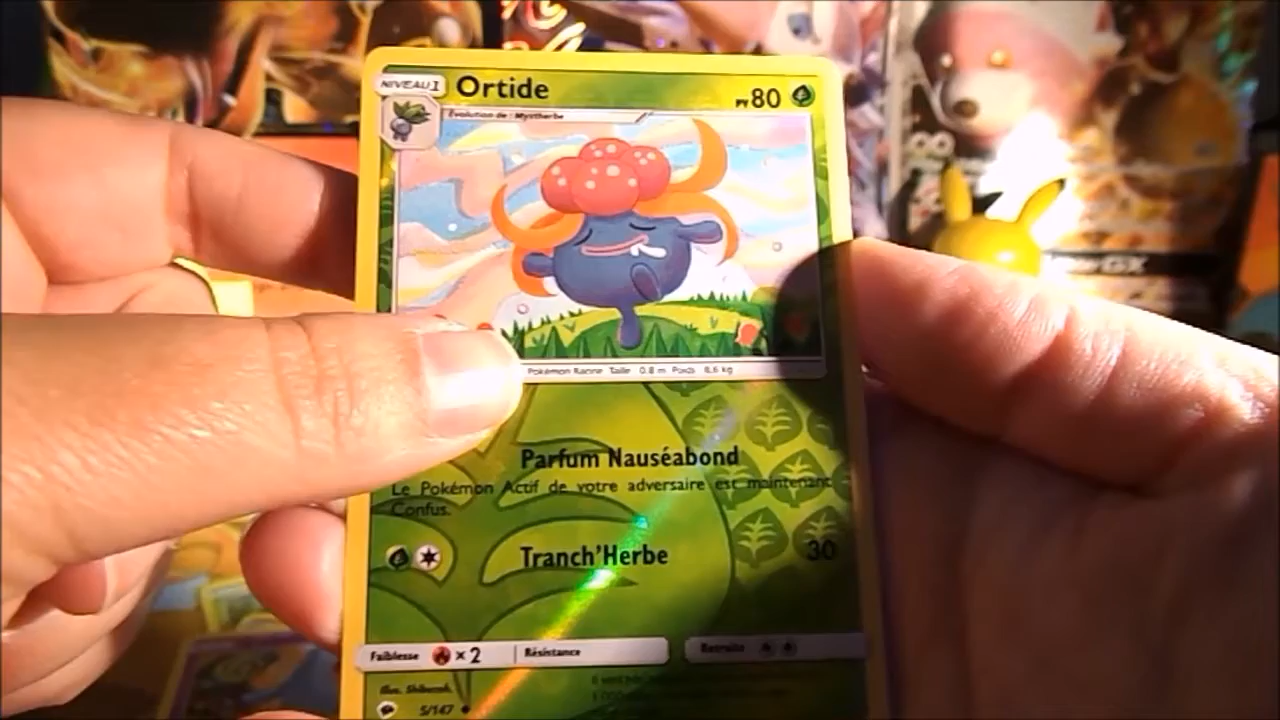 NIVEAU 1 Ortide PV 80
Évolution de : Mystherbe
Pokémon Racine Taille 0.8 m Poids 8,6 kg
Parfum Nauséabond
Le Pokémon Actif de votre adversaire est maintenant
Confus.
Tranch'Herbe 30
Faiblesse × 2 Résistance Retraite
Illus. Shibuzoh.
5/147
GX